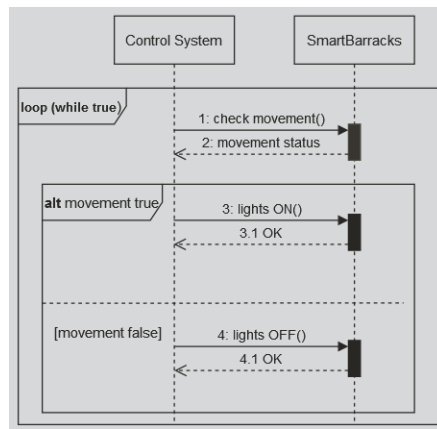 Control System
SmartBarracks
loop (while true)
1: check movement()
2: movement status
alt movement true
3: lights ON()
3.1 OK
[movement false]
4: lights OFF()
4.1 OK